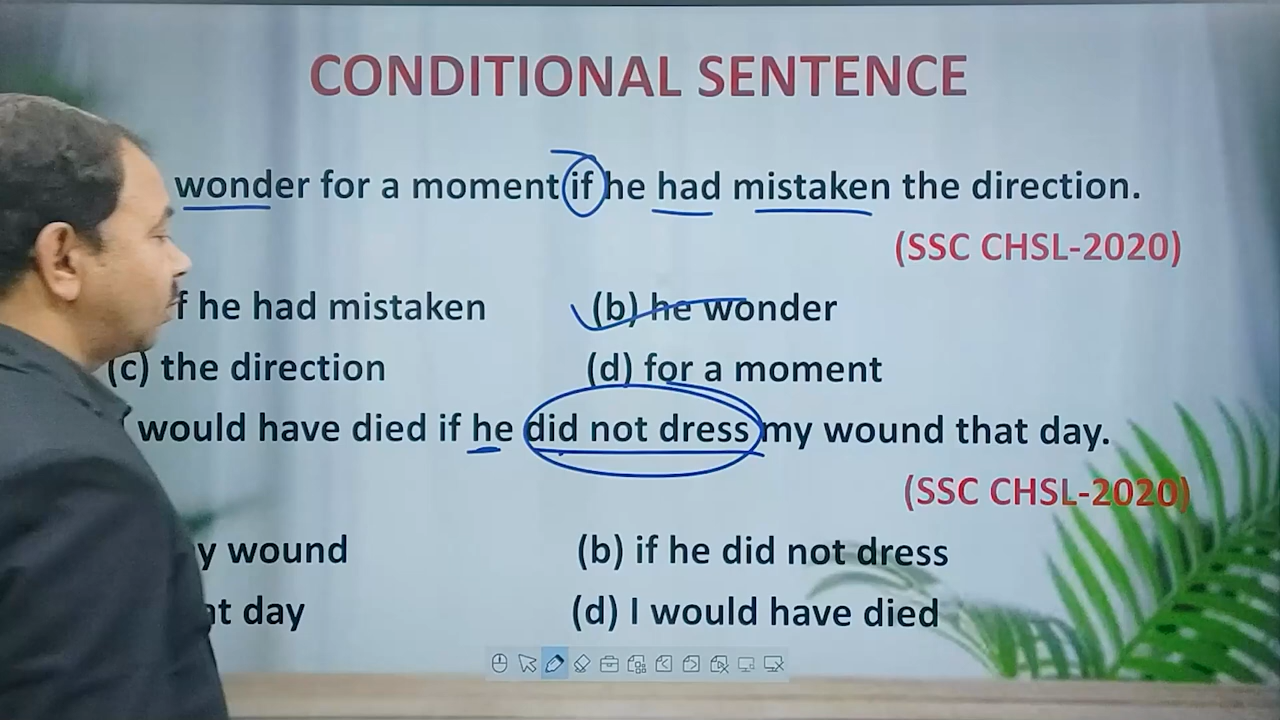 CONDITIONAL SENTENCE
wonder for a moment if he had mistaken the direction.
(SSC CHSL-2020)
f he had mistaken (b) he wonder
(c) the direction (d) for a moment
would have died if he did not dress my wound that day.
(SSC CHSL-2020)
y wound (b) if he did not dress
at day (d) I would have died